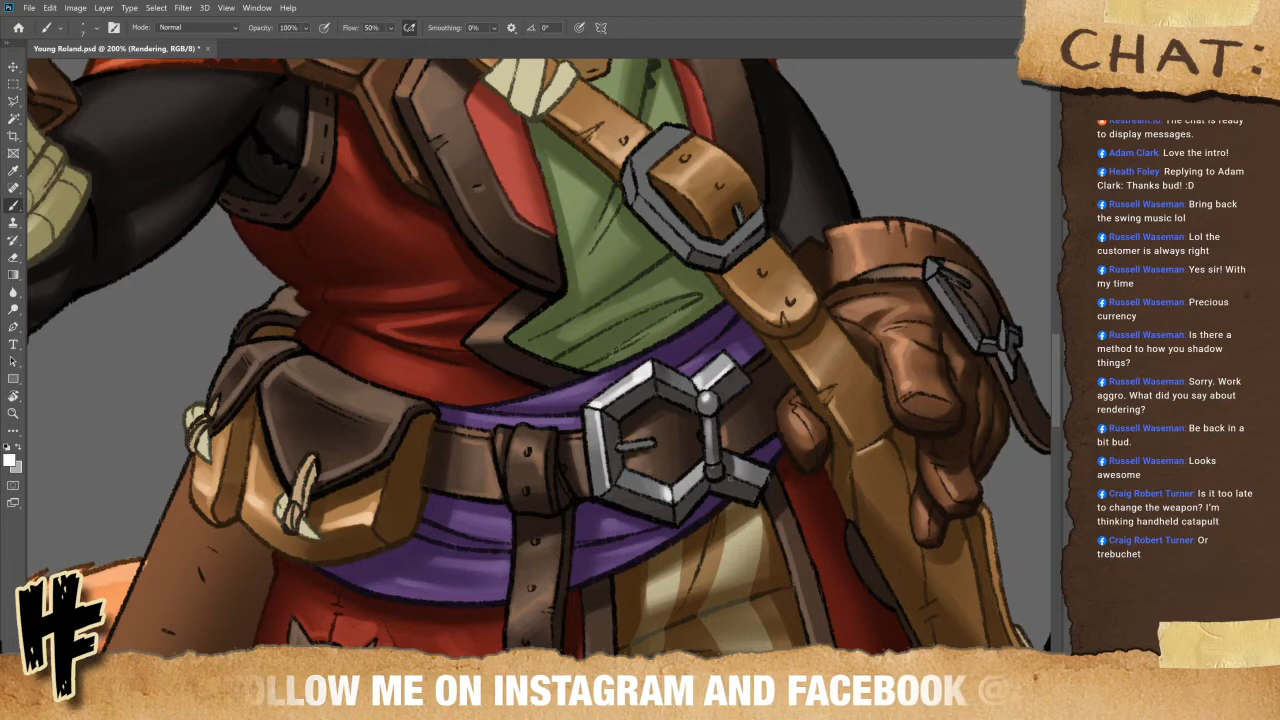 Ps File Edit Image Layer Type Select Filter 3D View Window Help
Mode: Normal Opacity: 100% Flow: 50% Smoothing: 0% 0°
Young Roland.psd @ 200% (Rendering, RGB/8) * ×
CHAT:
Restream.io: The chat is ready
to display messages.
Adam Clark: Love the intro!
Heath Foley: Replying to Adam
Clark: Thanks bud! :D
Russell Waseman: Bring back
the swing music lol
Russell Waseman: Lol the
customer is always right
Russell Waseman: Yes sir! With
my time
Russell Waseman: Precious
currency
Russell Waseman: Is there a
method to how you shadow
things?
Russell Waseman: Sorry. Work
aggro. What did you say about
rendering?
Russell Waseman: Be back in a
bit bud.
Russell Waseman: Looks
awesome
Craig Robert Turner: Is it too late
to change the weapon? I'm
thinking handheld catapult
Craig Robert Turner: Or
trebuchet
HF
OLLOW ME ON INSTAGRAM AND FACEBOOK @